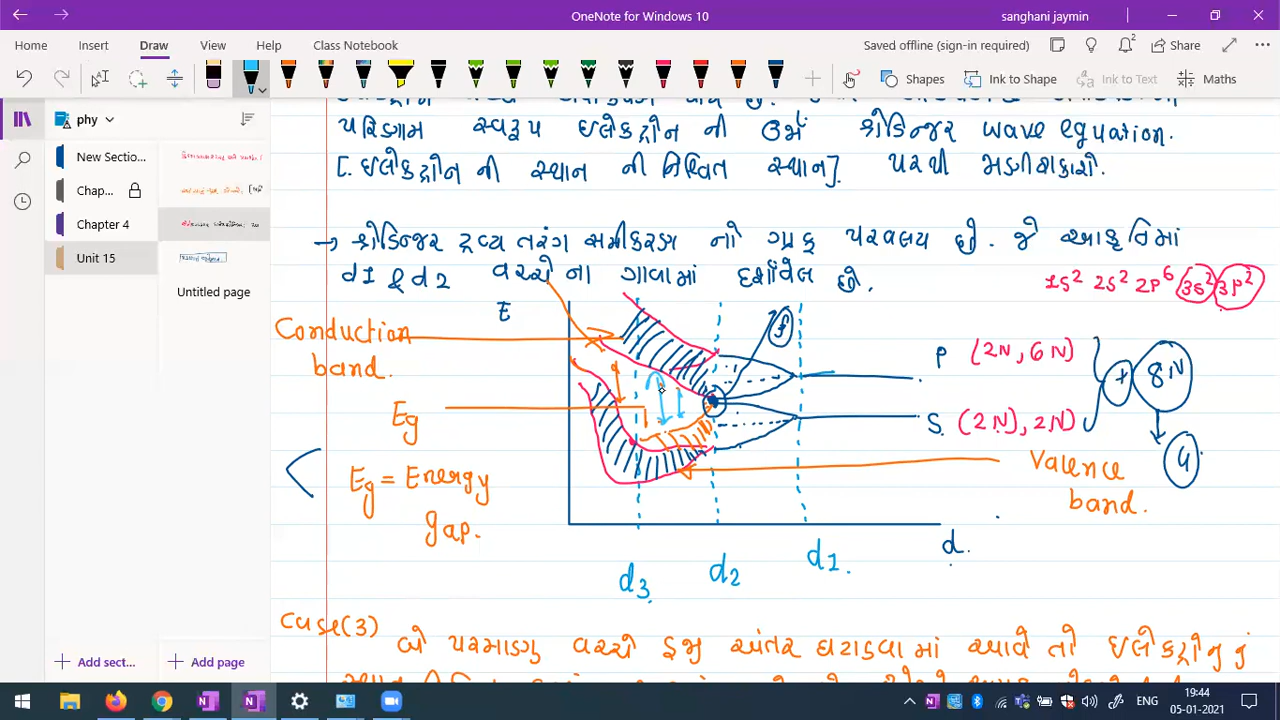 OneNote for Windows 10
sanghani jaymin
Home Insert Draw View Help Class Notebook
Saved offline (sign-in required) Share
Shapes Ink to Shape Ink to Text Maths
phy
New Sectio...
Chap...
Chapter 4
Unit 15
Untitled page
Add sect...
Add page
પરિણામ સ્વરૂપ ઇલેક્ટ્રોન ની ઉર્જા શ્રોડિન્જર wave equation.
[ઇલેક્ટ્રોન ની સ્થાન ની નિશ્ચિત સ્થાન] પરથી મળી શકશે.
→ શ્રોડિન્જર દ્રવ્ય તરંગ સમીકરણ નો ગ્રાફ પરવલય છે. જે આકૃતિમાં
d1 & d2 વચ્ચેના ગાળામાં દર્શાવેલ છે.
1s² 2s² 2p⁶ 3s² 3p²
E
Conduction
band.
Eg
Eg = Energy
gap.
f
P (2N, 6N)
S. (2N), 2N)
+ 8N
4
Valence
band.
d.
d3 d2 d1.
Case(3)
બે પરમાણુ વચ્ચે હજુ અંતર ઘટાડવામાં આવે તો ઇલેક્ટ્રોનનું
ENG
19:44
05-01-2021